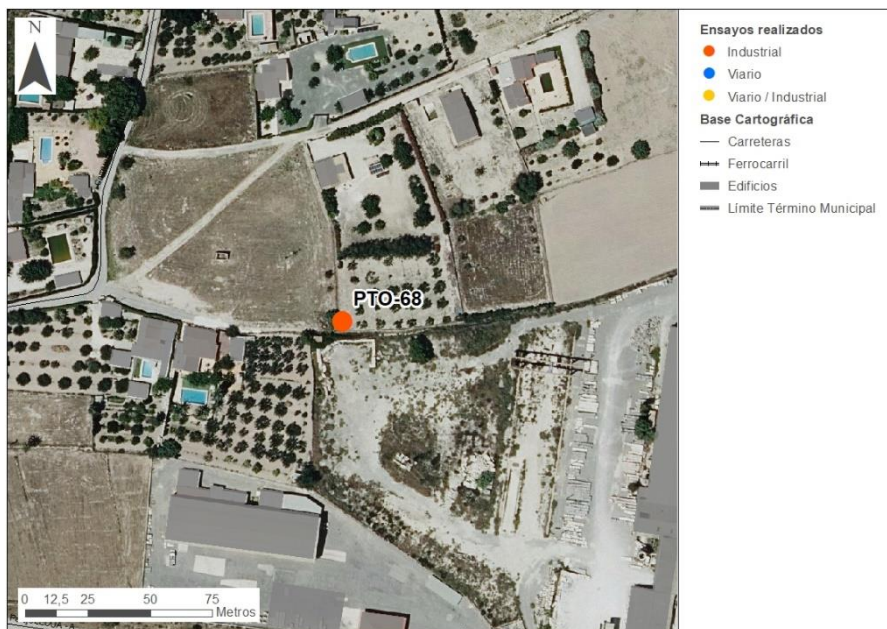 N
PTO-68
0 12,5 25 50 75
Metros
Ensayos realizados
Industrial
Viario
Viario / Industrial
Base Cartográfica
Carreteras
Ferrocarril
Edificios
Límite Término Municipal